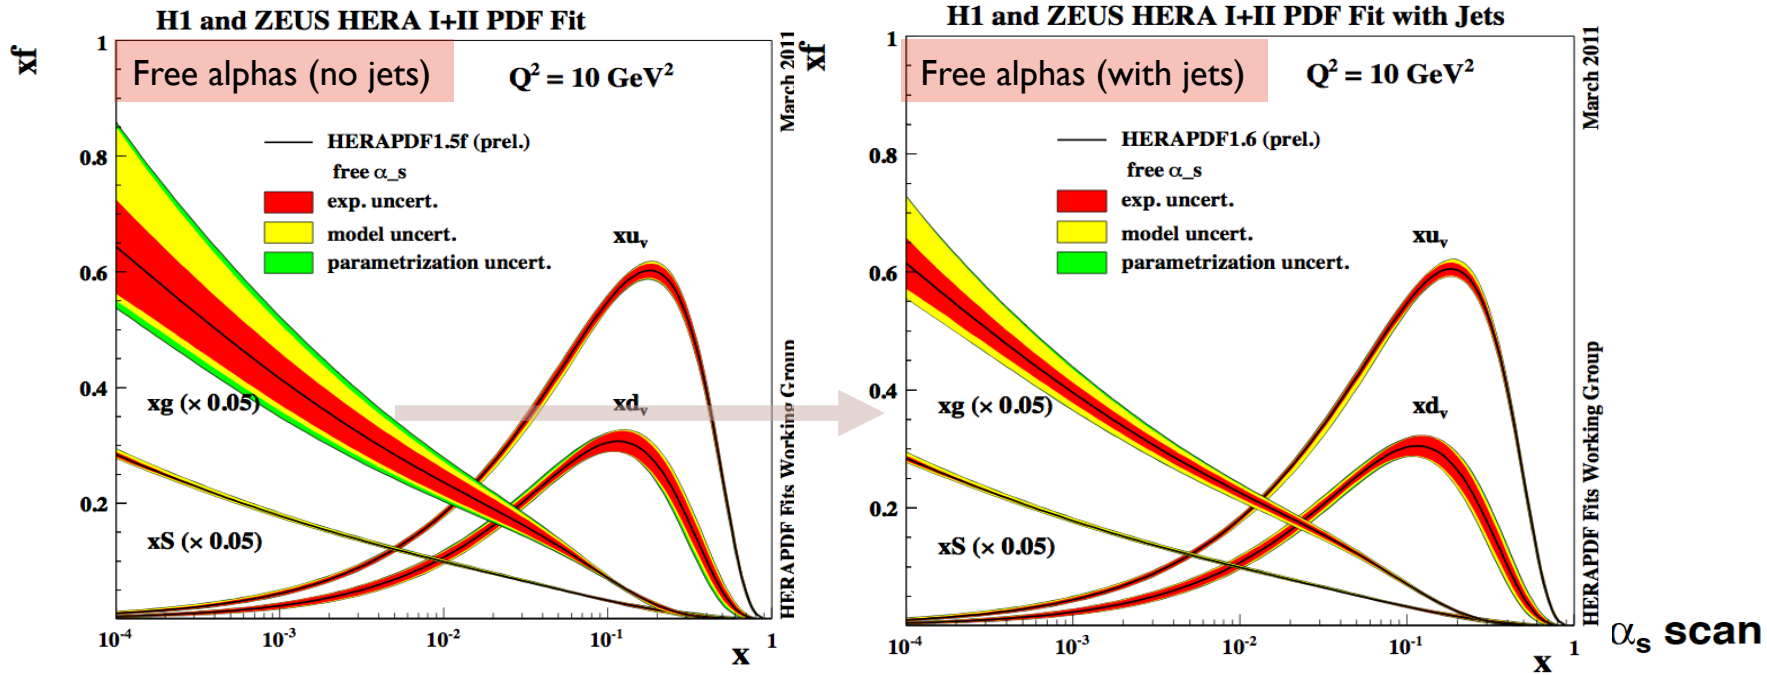 H1 and ZEUS HERA I+II PDF Fit
xf
1
Free alphas (no jets)
Q² = 10 GeV²
March 2011
HERAPDF1.5f (prel.)
free α_s
exp. uncert.
model uncert.
parametrization uncert.
0.8
0.6
0.4
0.2
xu_v
xd_v
xg (× 0.05)
xS (× 0.05)
HERAPDF Fits Working Group
10⁻⁴
10⁻³
10⁻²
10⁻¹
1
x
H1 and ZEUS HERA I+II PDF Fit with Jets
xf
1
Free alphas (with jets)
Q² = 10 GeV²
March 2011
HERAPDF1.6 (prel.)
free α_s
exp. uncert.
model uncert.
parametrization uncert.
0.8
0.6
0.4
0.2
xu_v
xd_v
xg (× 0.05)
xS (× 0.05)
HERAPDF Fits Working Group
10⁻⁴
10⁻³
10⁻²
10⁻¹
1
x
αₛ scan